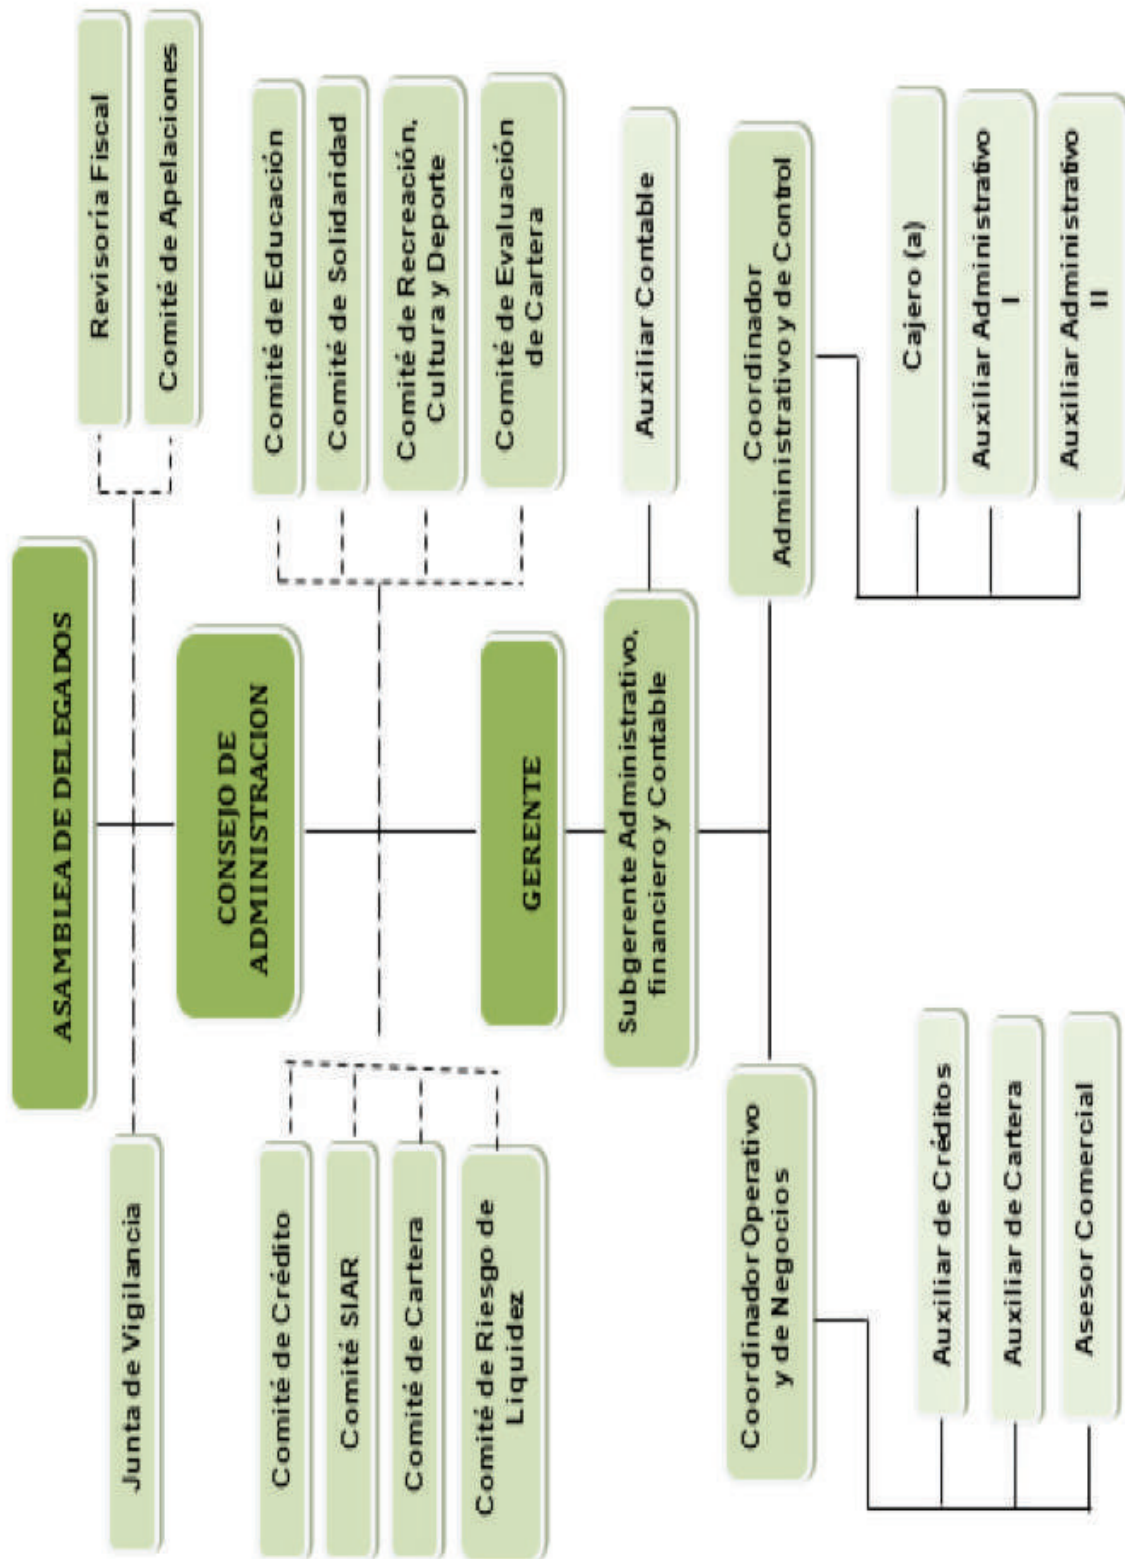 ASAMBLEA DE DELEGADOS
Revisoria Fiscal
Comité de Apelaciones
Junta de Vigilancia
CONSEJO DE
ADMINISTRACION
Comité de Crédito
Comité SIAR
Comité de Cartera
Comité de Riesgo de
Liquidez
Comité de Educación
Comité de Solidaridad
Comité de Recreación,
Cultura y Deporte
Comité de Evaluación
de Cartera
GERENTE
Subgerente Administrativo,
financiero y Contable
Auxiliar Contable
Coordinador Operativo
y de Negocios
Coordinador
Administrativo y de Control
Auxiliar de Créditos
Auxiliar de Cartera
Asesor Comercial
Cajero (a)
Auxiliar Administrativo
I
Auxiliar Administrativo
II